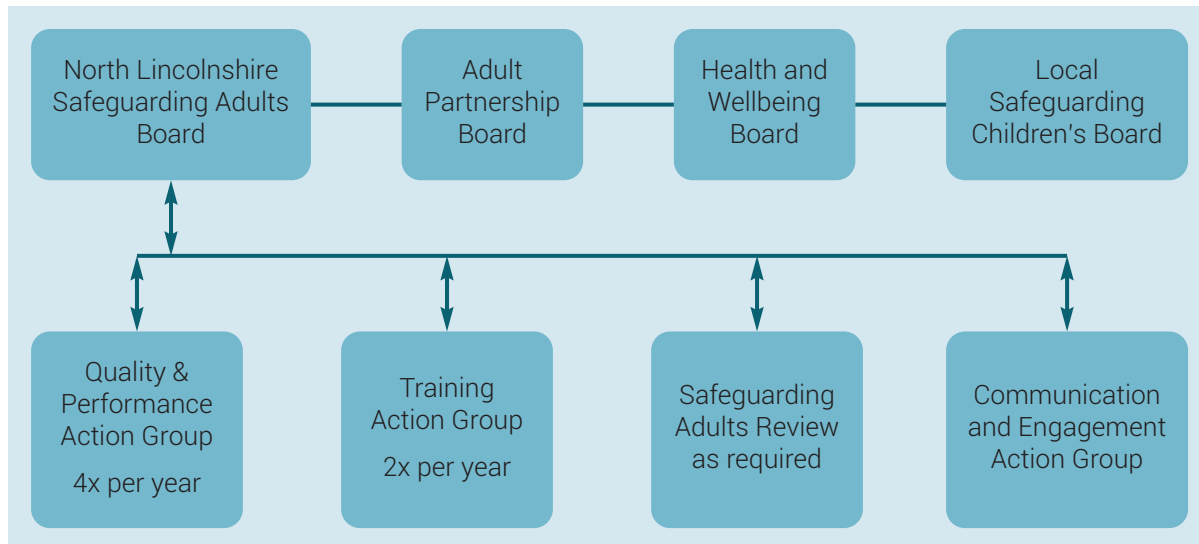 North Lincolnshire
Safeguarding Adults
Board
Adult
Partnership
Board
Health and
Wellbeing
Board
Local
Safeguarding
Children's Board
Quality &
Performance
Action Group
4x per year
Training
Action Group
2x per year
Safeguarding
Adults Review
as required
Communication
and Engagement
Action Group